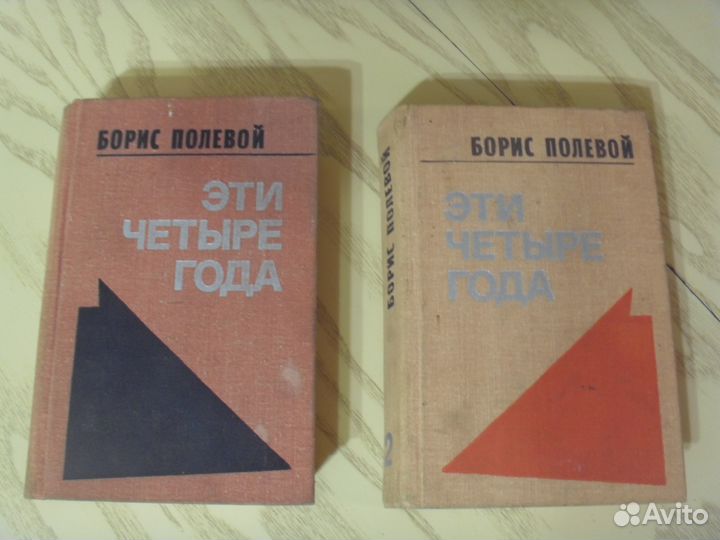 БОРИС ПОЛЕВОЙ
ЭТИ
ЧЕТЫРЕ
ГОДА
БОРИС ПОЛЕВОЙ
2
БОРИС ПОЛЕВОЙ
ЭТИ
ЧЕТЫРЕ
ГОДА
Avito